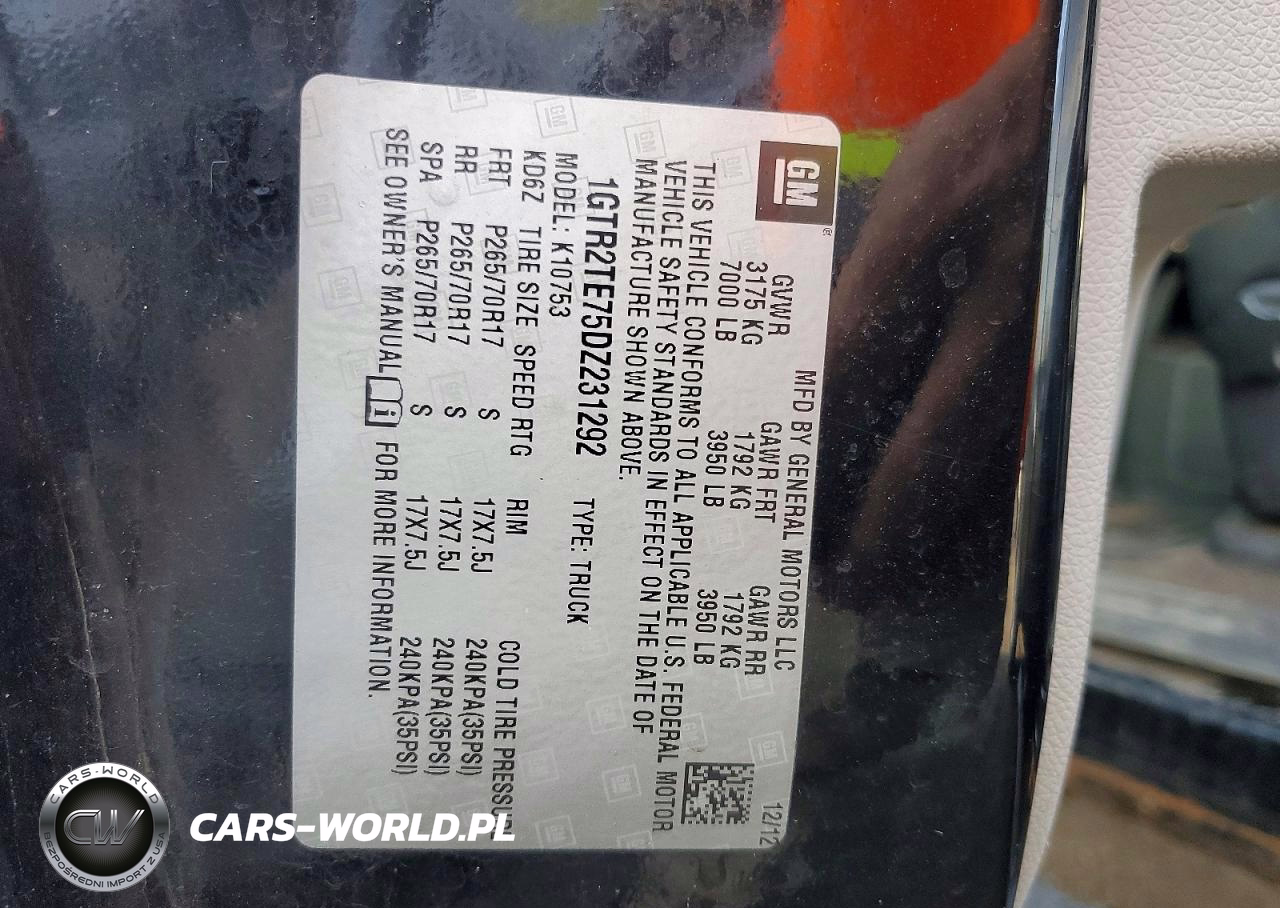 GM®
MFD BY GENERAL MOTORS LLC 12/12
GVWR GAWR FRT GAWR RR
3175 KG 1792 KG 1792 KG
7000 LB 3950 LB 3950 LB
THIS VEHICLE CONFORMS TO ALL APPLICABLE U.S. FEDERAL MOTOR
VEHICLE SAFETY STANDARDS IN EFFECT ON THE DATE OF
MANUFACTURE SHOWN ABOVE.
1GTR2TE75DZ231292 TYPE: TRUCK
MODEL: K10753
KD6Z TIRE SIZE SPEED RTG RIM COLD TIRE PRESSURE
FRT P265/70R17 S 17X7.5J 240KPA(35PSI)
RR P265/70R17 S 17X7.5J 240KPA(35PSI)
SPA P265/70R17 S 17X7.5J 240KPA(35PSI)
SEE OWNER'S MANUAL i FOR MORE INFORMATION.
CARS-WORLD
CW
BEZPOŚREDNI IMPORT Z USA
CARS-WORLD.PL